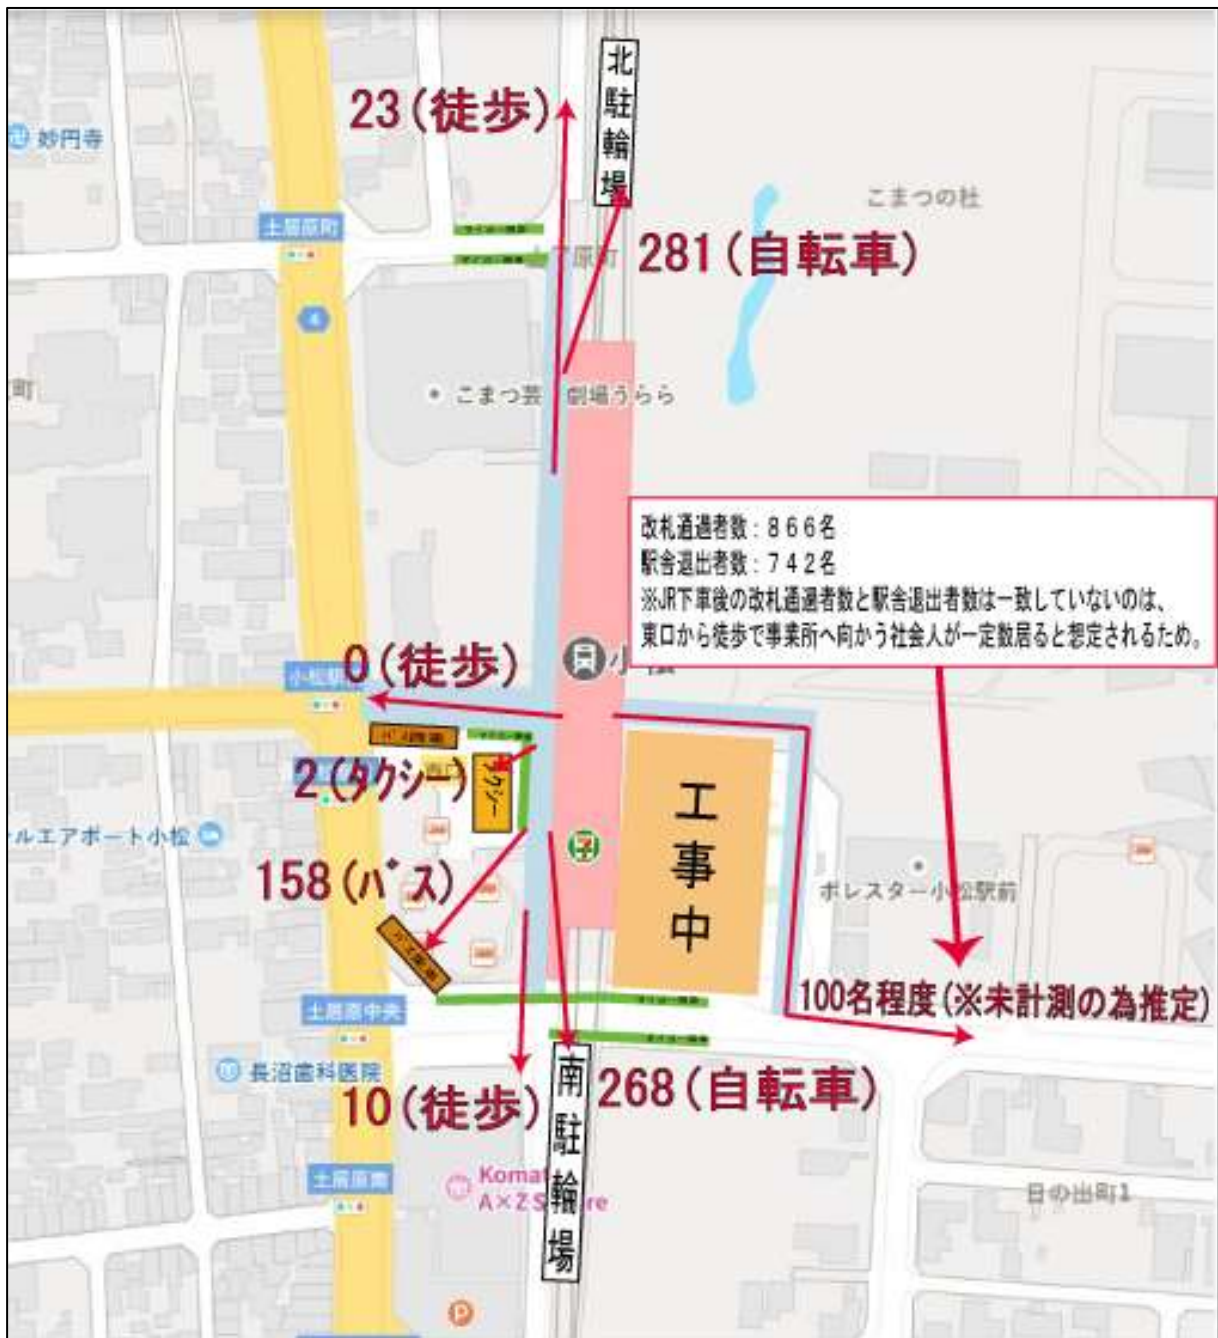 北駐輪場
23(徒歩)
妙円寺
こまつの杜
土居原町
281(自転車)
4
町
こまつ芸 劇場うらら
改札通過者数:866名
駅舎退出者数:742名
※JR下車後の改札通過者数と駅舎退出者数は一致していないのは、
東口から徒歩で事業所へ向かう社会人が一定数居ると想定されるため。
0(徒歩)
小松駅
2(タクシー)
タクシー
工事中
ールエアポート小松
158(バス)
ポレスター小松駅前
100名程度(※未計測の為推定)
土居原中央
長沼歯科医院
10(徒歩)
268(自転車)
南駐輪場
土居原南
Komat
A×Z S re
日の出町1
P